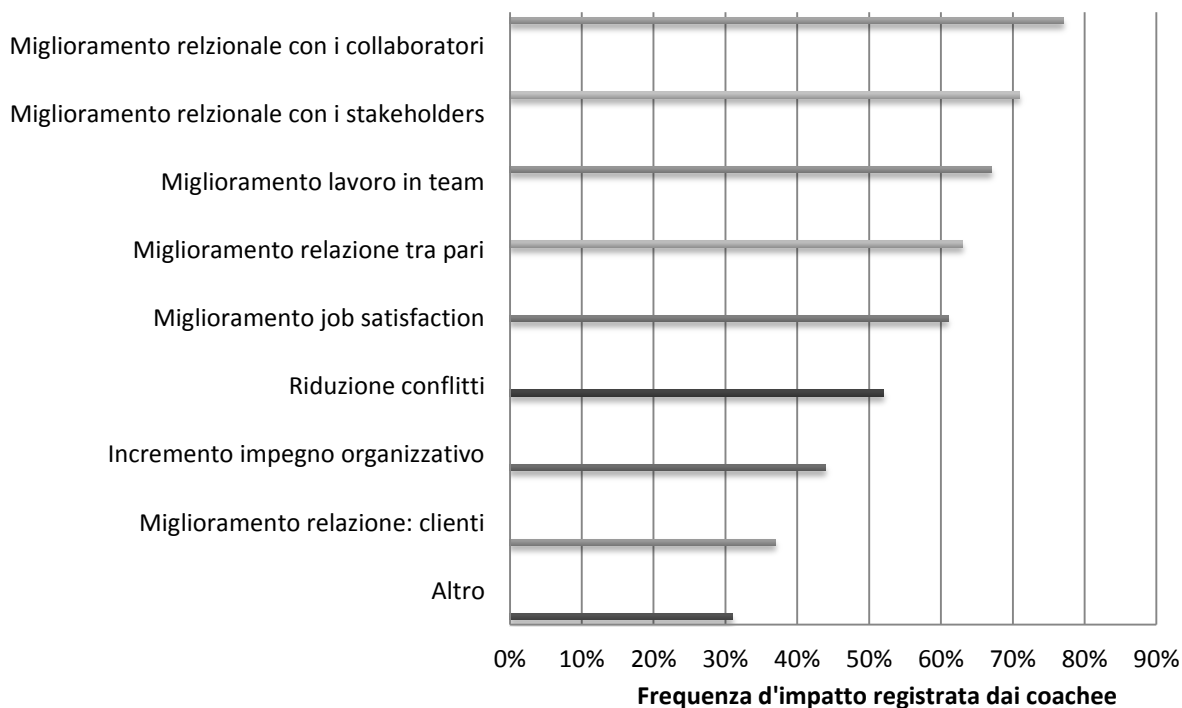 Miglioramento relzionale con i collaboratori
Miglioramento relzionale con i stakeholders
Miglioramento lavoro in team
Miglioramento relazione tra pari
Miglioramento job satisfaction
Riduzione conflitti
Incremento impegno organizzativo
Miglioramento relazione: clienti
Altro
0% 10% 20% 30% 40% 50% 60% 70% 80% 90%
Frequenza d'impatto registrata dai coachee